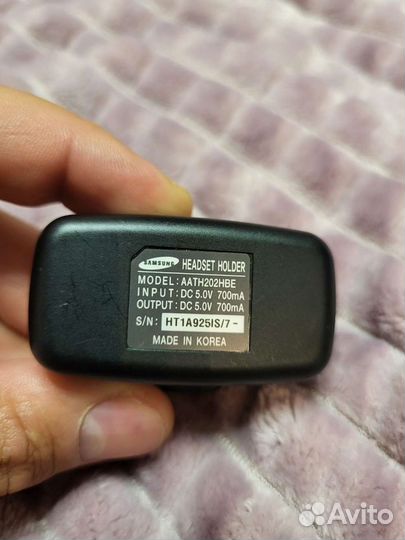 SAMSUNG HEADSET HOLDER
MODEL: AATH202HBE
INPUT: DC 5.0V 700mA
OUTPUT: DC 5.0V 700mA
S/N: HT1A925IS/7-
MADE IN KOREA
Avito